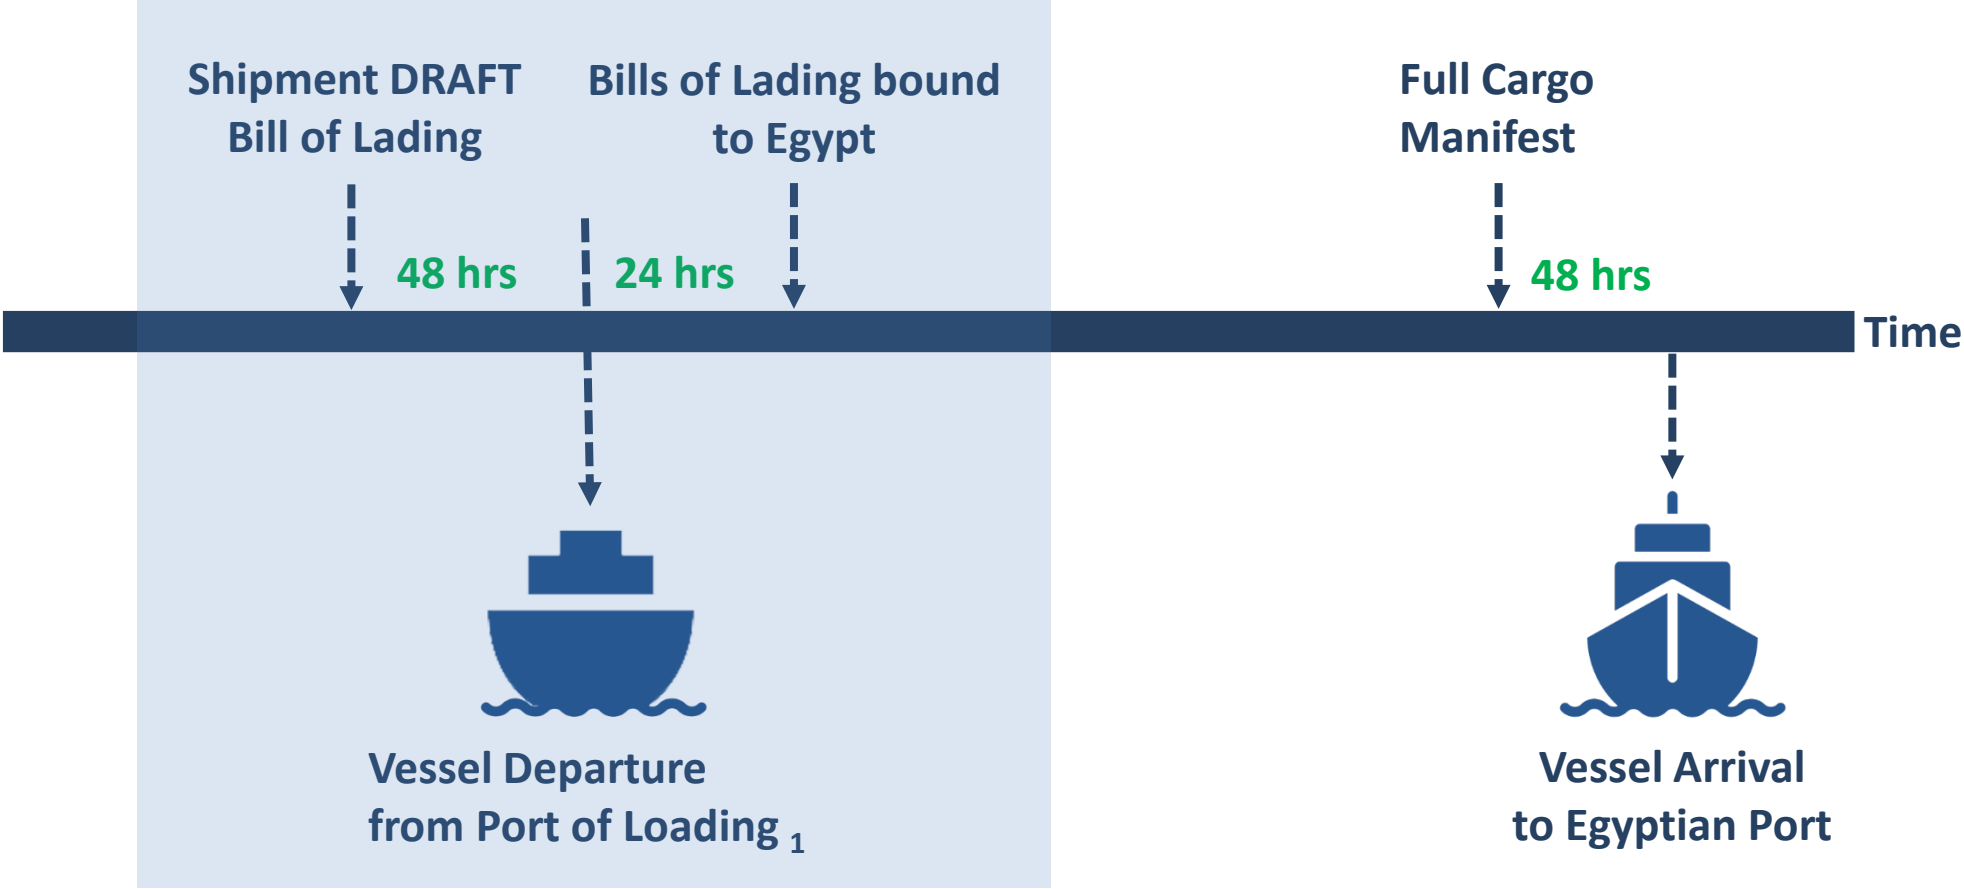 Shipment DRAFT
Bill of Lading
Bills of Lading bound
to Egypt
Full Cargo
Manifest
48 hrs
24 hrs
48 hrs
Time
Vessel Departure
from Port of Loading 1
Vessel Arrival
to Egyptian Port